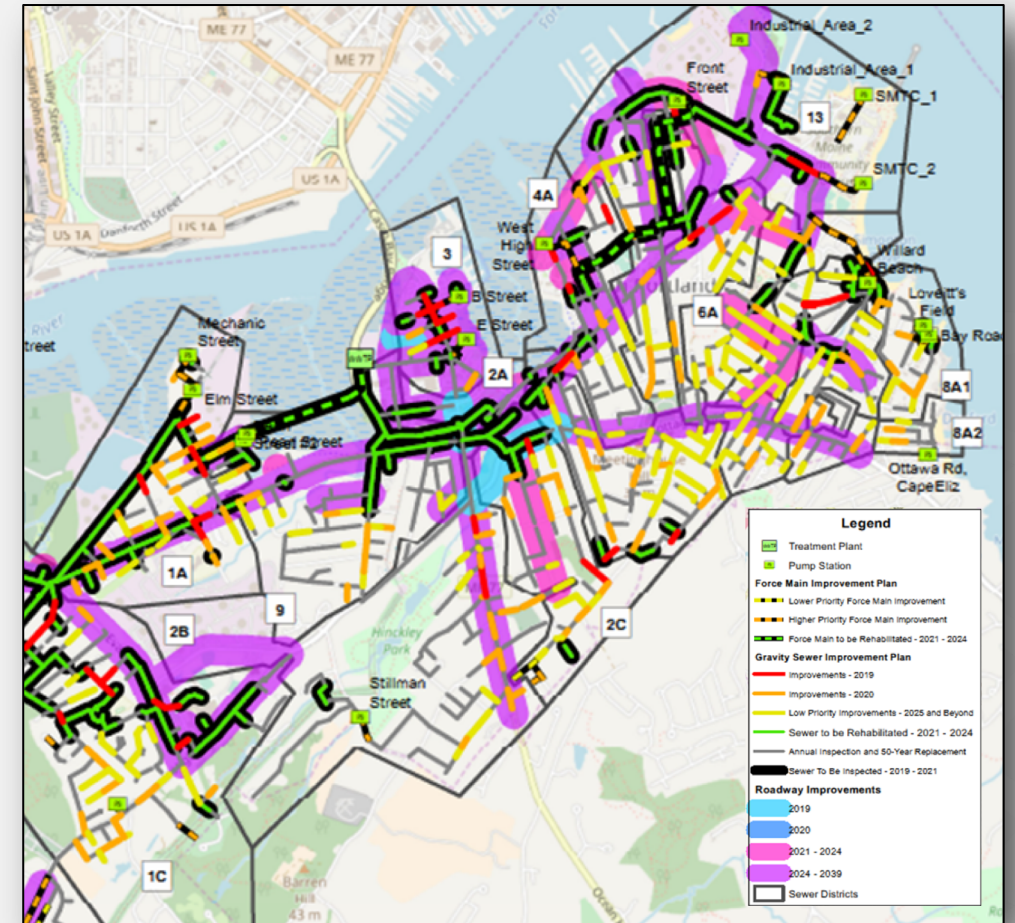 ME 77
ME 77
Saint John Street
Valley Street
US 1A
Danforth Street
US 1A
US 1A
River
treet
Industrial_Area_2
Front
Street
Industrial_Area_1
SMTC_1
13
Maine
SMTC_2
4A
West
High
Street
3
Willard
Beach
B Street
Loveitt's
Field
6A
Mechanic
Street
E Street
Bay Road
WWTP
2A
8A1
Elm Street
8A2
Street #2
Street
Ottawa Rd,
CapeEliz
1A
9
2B
2C
Hinckley
Park
Stillman
Street
1C
Barren
Hill
43 m
Legend
Treatment Plant
Pump Station
Force Main Improvement Plan
Lower Priority Force Main Improvement
Higher Priority Force Main Improvement
Force Main to be Rehabilitated - 2021 - 2024
Gravity Sewer Improvement Plan
Improvements - 2019
Improvements - 2020
Low Priority Improvements - 2025 and Beyond
Sewer to be Rehabilitated - 2021 - 2024
Annual Inspection and 50-Year Replacement
Sewer To Be Inspected - 2019 - 2021
Roadway Improvements
2019
2020
2021 - 2024
2024 - 2039
Sewer Districts